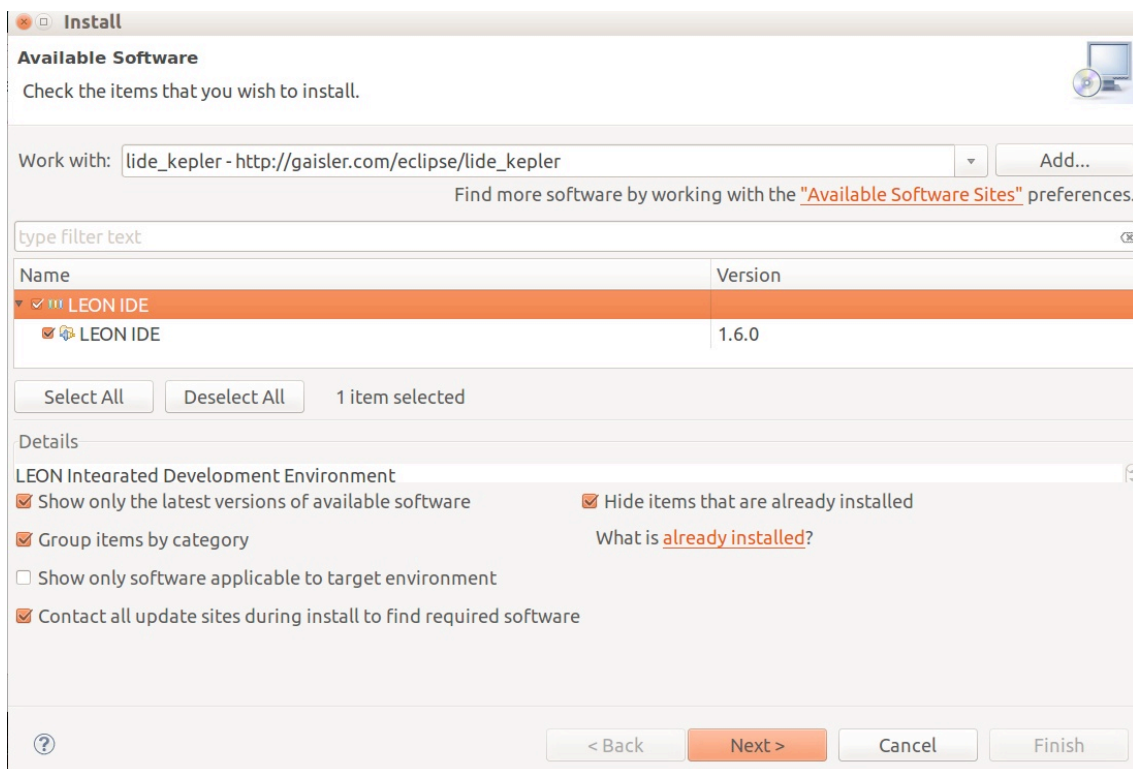 Install
Available Software
Check the items that you wish to install.
Work with: lide_kepler - http://gaisler.com/eclipse/lide_kepler Add...
Find more software by working with the "Available Software Sites" preferences.
type filter text
Name Version
LEON IDE
LEON IDE 1.6.0
Select All Deselect All 1 item selected
Details
LEON Integrated Development Environment
Show only the latest versions of available software Hide items that are already installed
Group items by category What is already installed?
Show only software applicable to target environment
Contact all update sites during install to find required software
? < Back Next > Cancel Finish